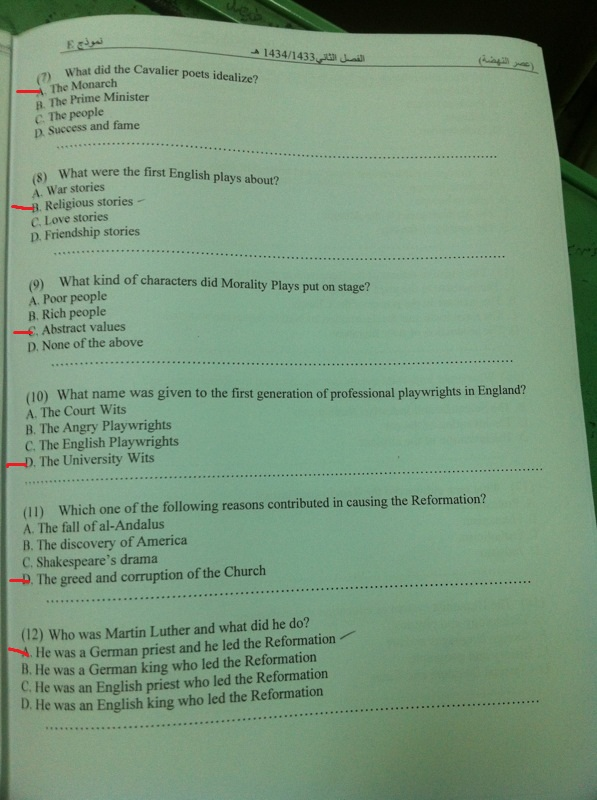 نموذج E
الفصل الثاني 1434/1433 هـ
(عصر النهضة)
(7) What did the Cavalier poets idealize?
A. The Monarch
B. The Prime Minister
C. The people
D. Success and fame
(8) What were the first English plays about?
A. War stories
B. Religious stories
C. Love stories
D. Friendship stories
(9) What kind of characters did Morality Plays put on stage?
A. Poor people
B. Rich people
C. Abstract values
D. None of the above
(10) What name was given to the first generation of professional playwrights in England?
A. The Court Wits
B. The Angry Playwrights
C. The English Playwrights
D. The University Wits
(11) Which one of the following reasons contributed in causing the Reformation?
A. The fall of al-Andalus
B. The discovery of America
C. Shakespeare's drama
D. The greed and corruption of the Church
(12) Who was Martin Luther and what did he do?
A. He was a German priest and he led the Reformation
B. He was a German king who led the Reformation
C. He was an English priest who led the Reformation
D. He was an English king who led the Reformation